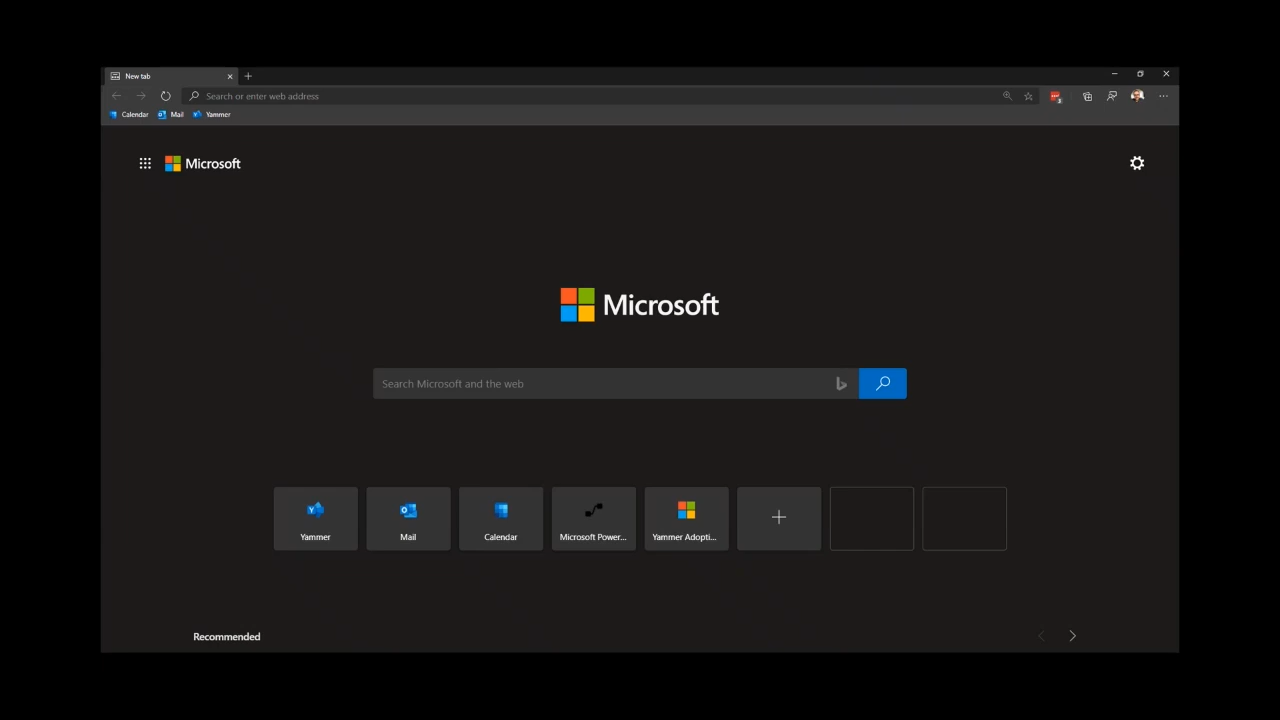 New tab
Search or enter web address
Calendar Mail Yammer
Microsoft
Microsoft
Search Microsoft and the web
Yammer Mail Calendar Microsoft Power... Yammer Adopti...
Recommended